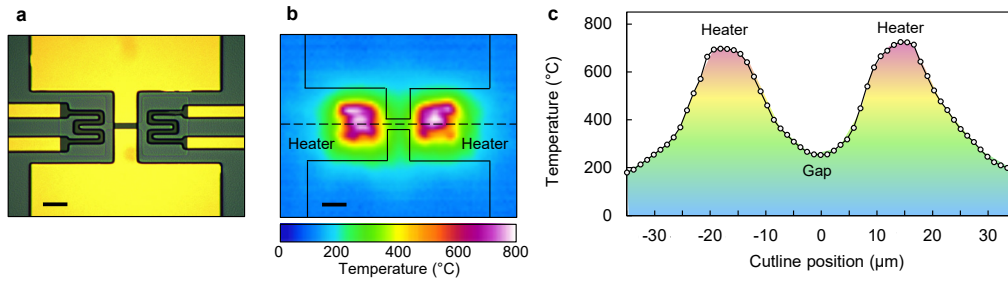 a
b
Heater
Heater
0
200
400
600
800
Temperature (°C)
c
800
600
400
200
0
Temperature (°C)
Heater
Heater
Gap
-30
-20
-10
0
10
20
30
Cutline position (μm)